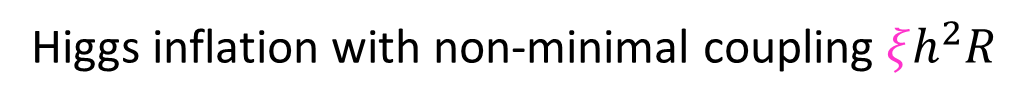 Higgs inflation with non-minimal coupling ξh²R